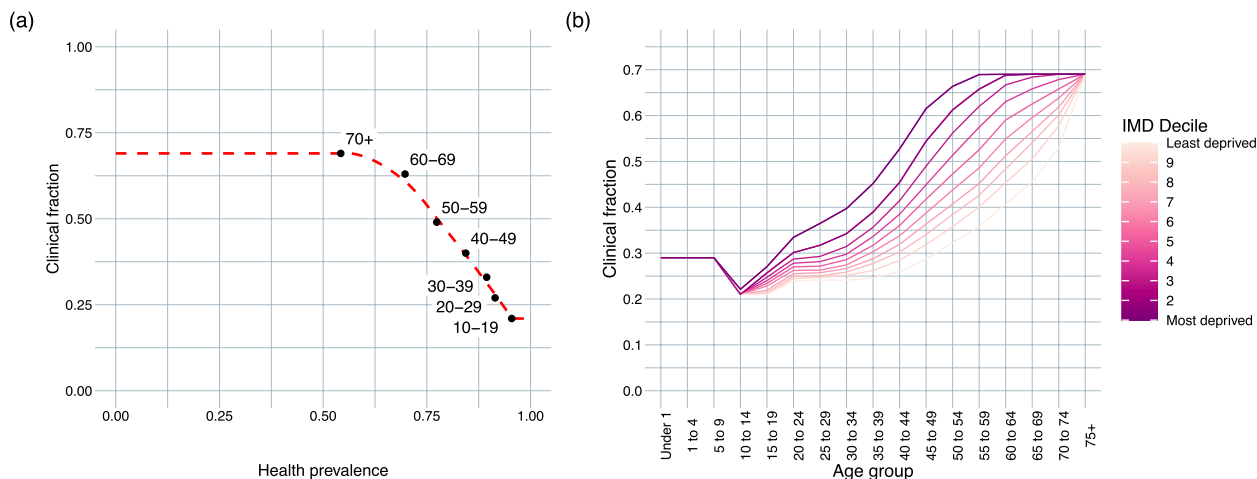 (a)
1.00
0.75
0.50
0.25
0.00
Clinical fraction
70+
60–69
50–59
40–49
30–39
20–29
10–19
0.00 0.25 0.50 0.75 1.00
Health prevalence
(b)
0.7
0.6
0.5
0.4
0.3
0.2
0.1
0.0
Clinical fraction
Under 1
1 to 4
5 to 9
10 to 14
15 to 19
20 to 24
25 to 29
30 to 34
35 to 39
40 to 44
45 to 49
50 to 54
55 to 59
60 to 64
65 to 69
70 to 74
75+
Age group
IMD Decile
Least deprived
9
8
7
6
5
4
3
2
Most deprived